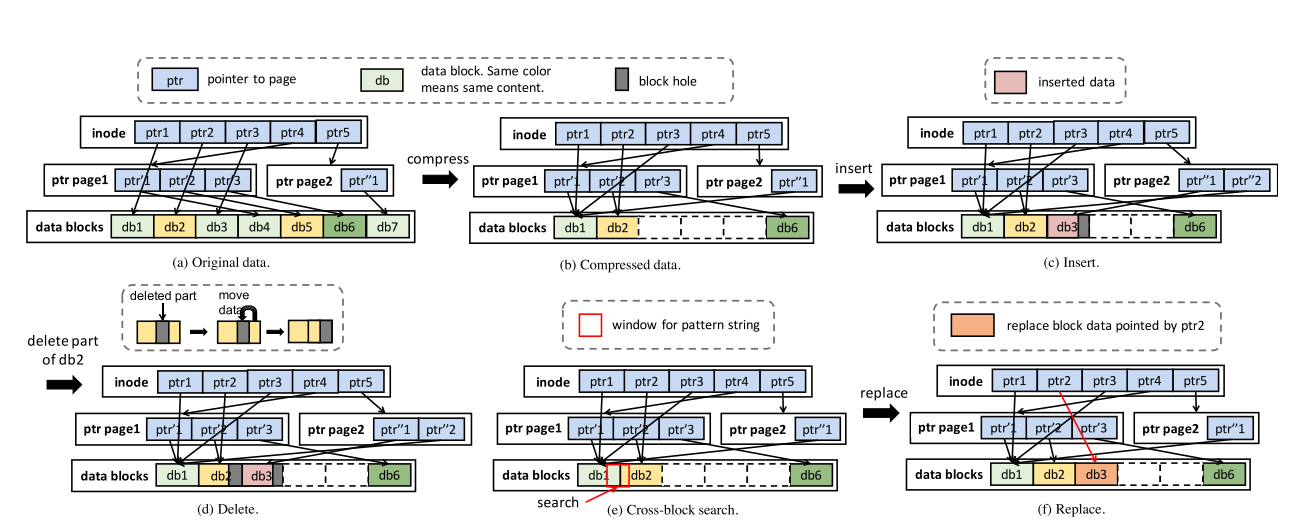 ptr pointer to page
db data block. Same color
means same content.
block hole
inserted data
inode ptr1 ptr2 ptr3 ptr4 ptr5
ptr page1 ptr'1 ptr'2 ptr'3 ptr page2 ptr''1
data blocks db1 db2 db3 db4 db5 db6 db7
(a) Original data.
compress
inode ptr1 ptr2 ptr3 ptr4 ptr5
ptr page1 ptr'1 ptr'2 ptr'3 ptr page2 ptr''1
data blocks db1 db2 db6
(b) Compressed data.
insert
inode ptr1 ptr2 ptr3 ptr4 ptr5
ptr page1 ptr'1 ptr'2 ptr'3 ptr page2 ptr''1 ptr''2
data blocks db1 db2 db3 db6
(c) Insert.
deleted part
move
data
delete part
of db2
inode ptr1 ptr2 ptr3 ptr4 ptr5
ptr page1 ptr'1 ptr'2 ptr'3 ptr page2 ptr''1 ptr''2
data blocks db1 db2 db3 db6
(d) Delete.
window for pattern string
inode ptr1 ptr2 ptr3 ptr4 ptr5
ptr page1 ptr'1 ptr'2 ptr'3 ptr page2 ptr''1
data blocks db1 db2 db6
search
(e) Cross-block search.
replace block data pointed by ptr2
replace
inode ptr1 ptr2 ptr3 ptr4 ptr5
ptr page1 ptr'1 ptr'2 ptr'3 ptr page2 ptr''1
data blocks db1 db2 db3 db6
(f) Replace.